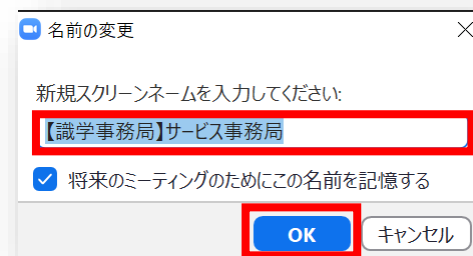 名前の変更
新規スクリーンネームを入力してください:
【識学事務局】サービス事務局
将来のミーティングのためにこの名前を記憶する
OK キャンセル